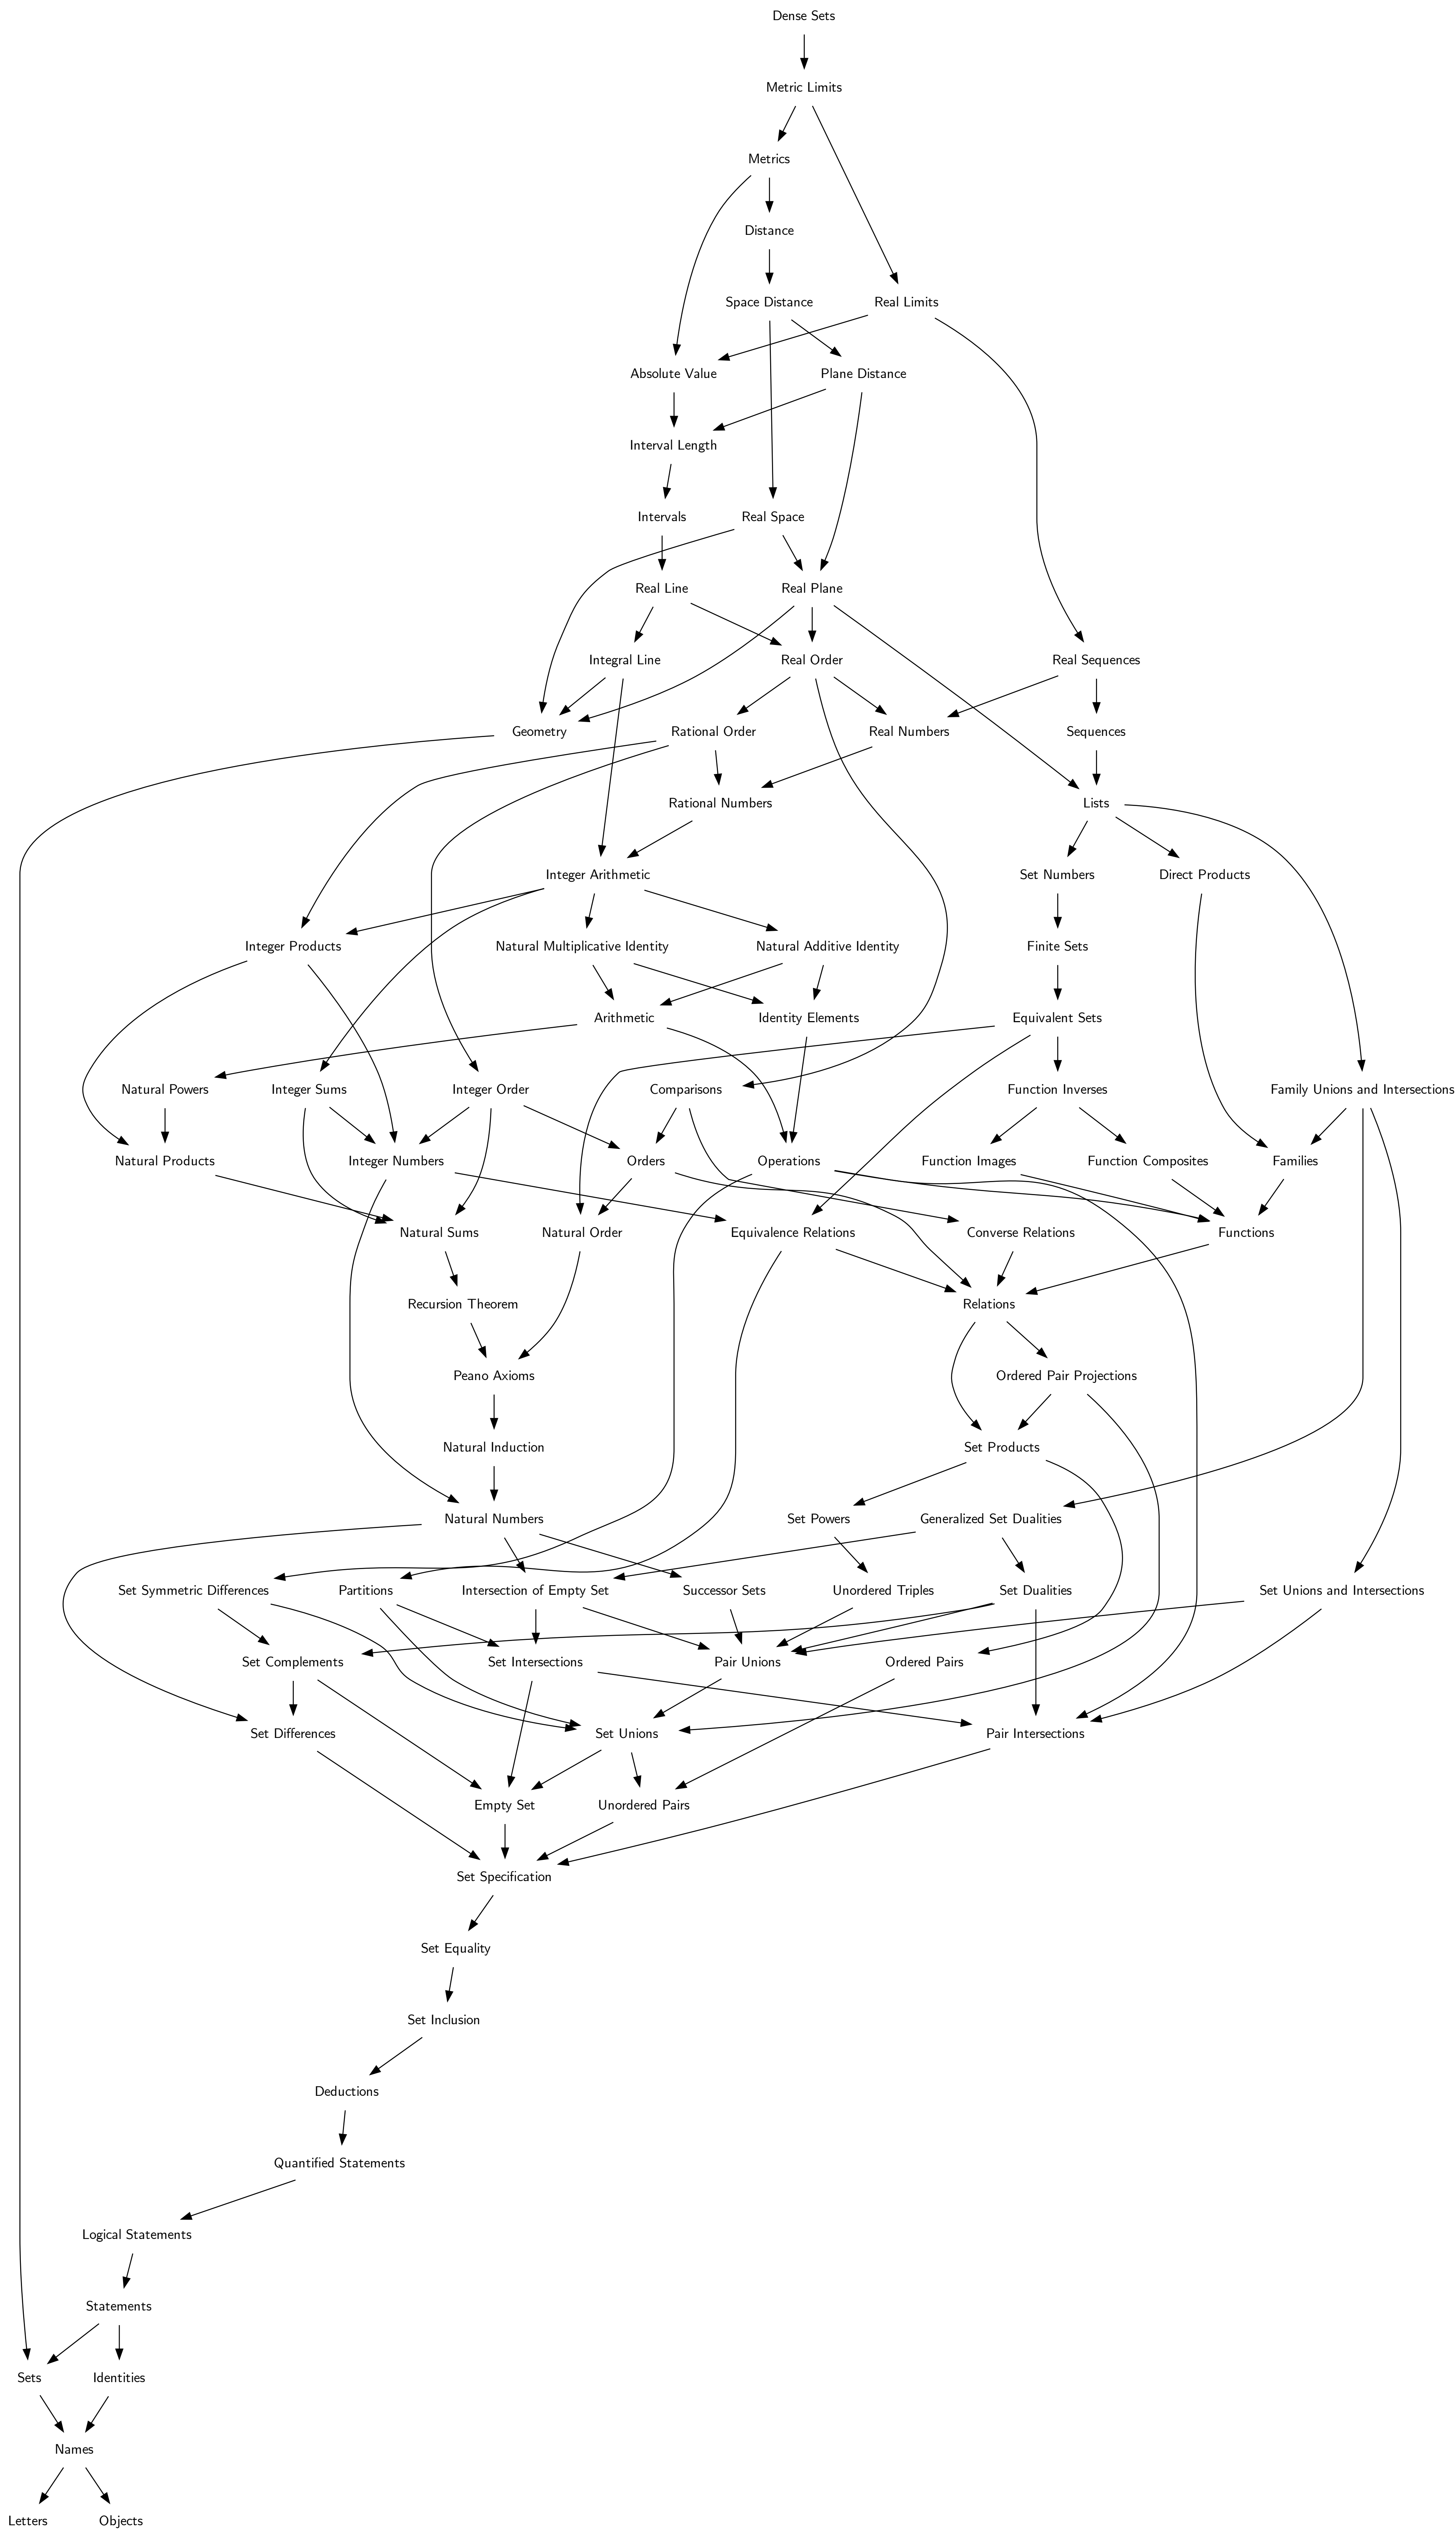 Dense Sets
Metric Limits
Metrics
Distance
Space Distance
Real Limits
Absolute Value
Plane Distance
Interval Length
Intervals
Real Space
Real Line
Real Plane
Integral Line
Real Order
Real Sequences
Geometry
Rational Order
Real Numbers
Sequences
Rational Numbers
Lists
Integer Arithmetic
Set Numbers
Direct Products
Integer Products
Natural Multiplicative Identity
Natural Additive Identity
Finite Sets
Arithmetic
Identity Elements
Equivalent Sets
Natural Powers
Integer Sums
Integer Order
Comparisons
Function Inverses
Family Unions and Intersections
Natural Products
Integer Numbers
Orders
Operations
Function Images
Function Composites
Families
Natural Sums
Natural Order
Equivalence Relations
Converse Relations
Functions
Recursion Theorem
Relations
Peano Axioms
Ordered Pair Projections
Natural Induction
Set Products
Natural Numbers
Set Powers
Generalized Set Dualities
Set Symmetric Differences
Partitions
Intersection of Empty Set
Successor Sets
Unordered Triples
Set Dualities
Set Unions and Intersections
Set Complements
Set Intersections
Pair Unions
Ordered Pairs
Set Differences
Set Unions
Pair Intersections
Empty Set
Unordered Pairs
Set Specification
Set Equality
Set Inclusion
Deductions
Quantified Statements
Logical Statements
Statements
Sets
Identities
Names
Letters
Objects